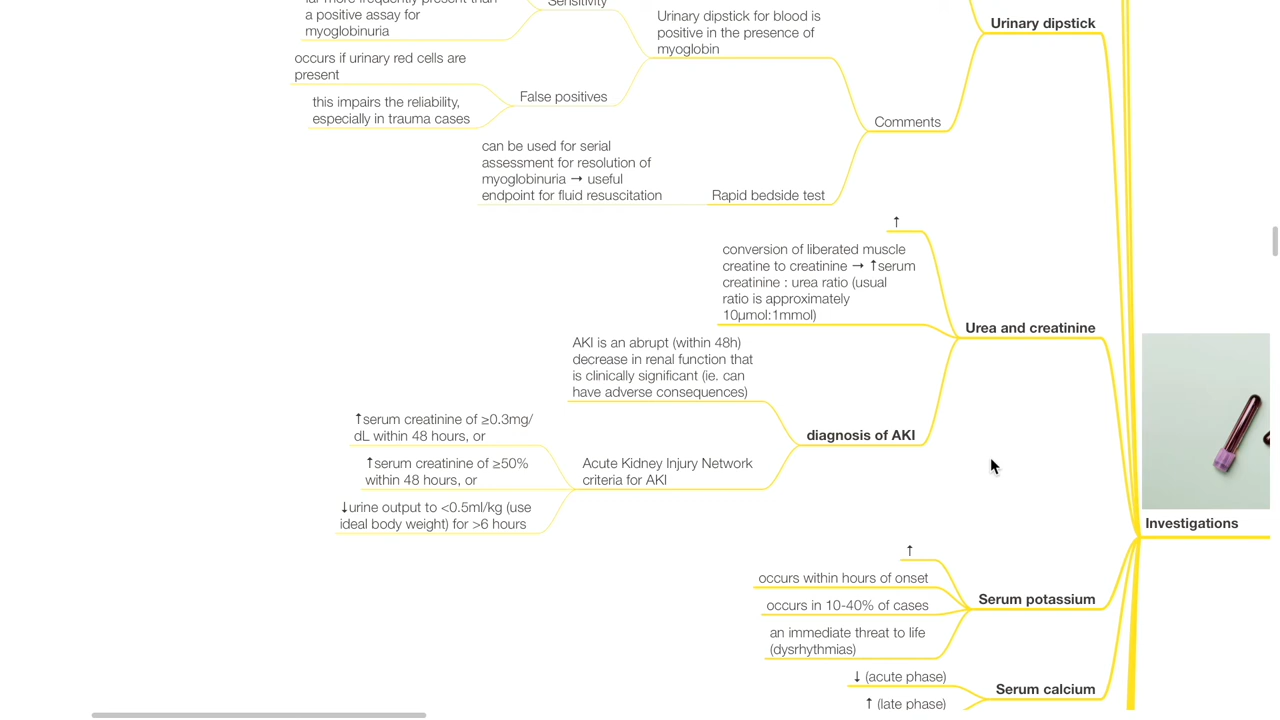 far more frequently present than
a positive assay for
myoglobinuria
Sensitivity
Urinary dipstick for blood is
positive in the presence of
myoglobin
Urinary dipstick
occurs if urinary red cells are
present
this impairs the reliability,
especially in trauma cases
False positives
Comments
can be used for serial
assessment for resolution of
myoglobinuria → useful
endpoint for fluid resuscitation
Rapid bedside test
↑
conversion of liberated muscle
creatine to creatinine → ↑serum
creatinine : urea ratio (usual
ratio is approximately
10µmol:1mmol)
Urea and creatinine
AKI is an abrupt (within 48h)
decrease in renal function that
is clinically significant (ie. can
have adverse consequences)
diagnosis of AKI
↑serum creatinine of ≥0.3mg/
dL within 48 hours, or
↑serum creatinine of ≥50%
within 48 hours, or
↓urine output to <0.5ml/kg (use
ideal body weight) for >6 hours
Acute Kidney Injury Network
criteria for AKI
Investigations
↑
occurs within hours of onset
occurs in 10-40% of cases
an immediate threat to life
(dysrhythmias)
Serum potassium
↓ (acute phase)
↑ (late phase)
Serum calcium